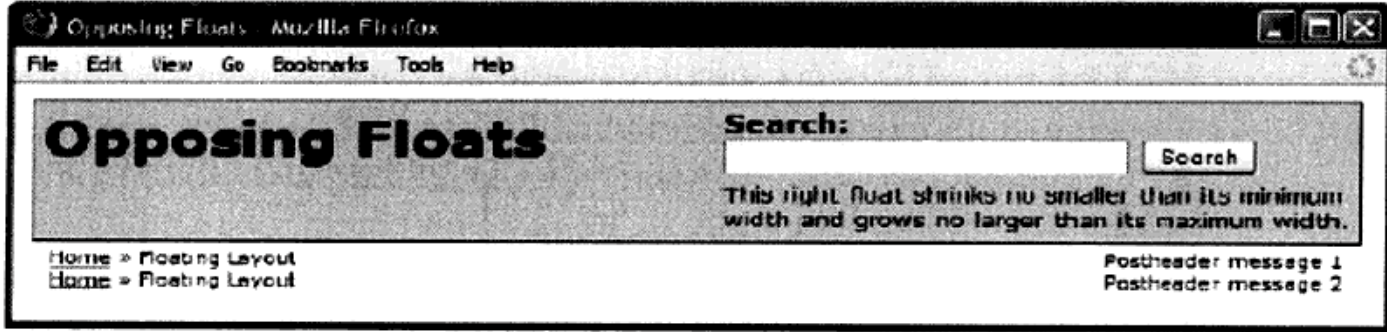 Opposing Floats - Mozilla Firefox
File Edit View Go Bookmarks Tools Help
Opposing Floats
Search:
Search
This right float shrinks no smaller than its minimum
width and grows no larger than its maximum width.
Home » Floating Layout
Home » Floating Layout
Postheader message 1
Postheader message 2